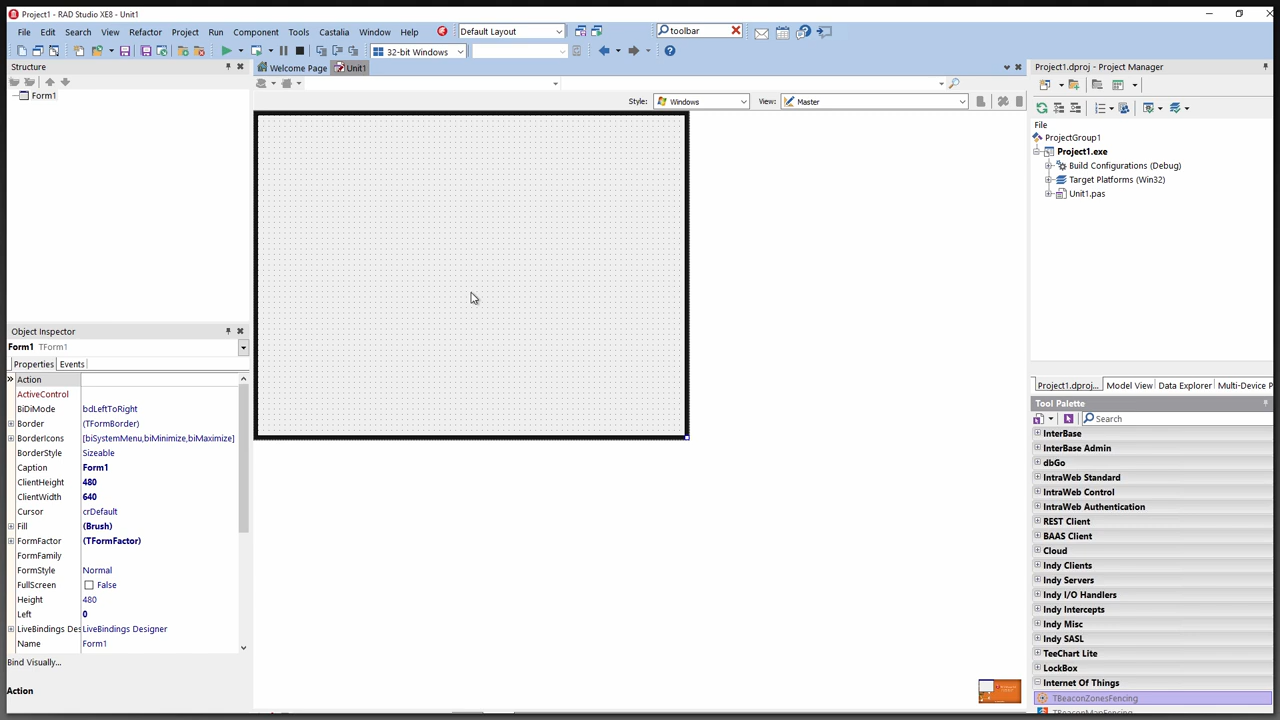 Project1 - RAD Studio XE8 - Unit1
File Edit Search View Refactor Project Run Component Tools Castalia Window Help Default Layout toolbar
32-bit Windows
Structure
Form1
Object Inspector
Form1 TForm1
Properties Events
Action
ActiveControl
BiDiMode bdLeftToRight
Border (TFormBorder)
BorderIcons [biSystemMenu,biMinimize,biMaximize]
BorderStyle Sizeable
Caption Form1
ClientHeight 480
ClientWidth 640
Cursor crDefault
Fill (Brush)
FormFactor (TFormFactor)
FormFamily
FormStyle Normal
FullScreen False
Height 480
Left 0
LiveBindings Des LiveBindings Designer
Name Form1
Bind Visually...
Action
Welcome Page Unit1
Style: Windows View: Master
Project1.dproj - Project Manager
File
ProjectGroup1
Project1.exe
Build Configurations (Debug)
Target Platforms (Win32)
Unit1.pas
Project1.dproj... Model View Data Explorer Multi-Device P
Tool Palette
Search
InterBase
InterBase Admin
dbGo
IntraWeb Standard
IntraWeb Control
IntraWeb Authentication
REST Client
BAAS Client
Cloud
Indy Clients
Indy Servers
Indy I/O Handlers
Indy Intercepts
Indy Misc
Indy SASL
TeeChart Lite
LockBox
Internet Of Things
TBeaconZonesFencing
TBeaconMapFencing